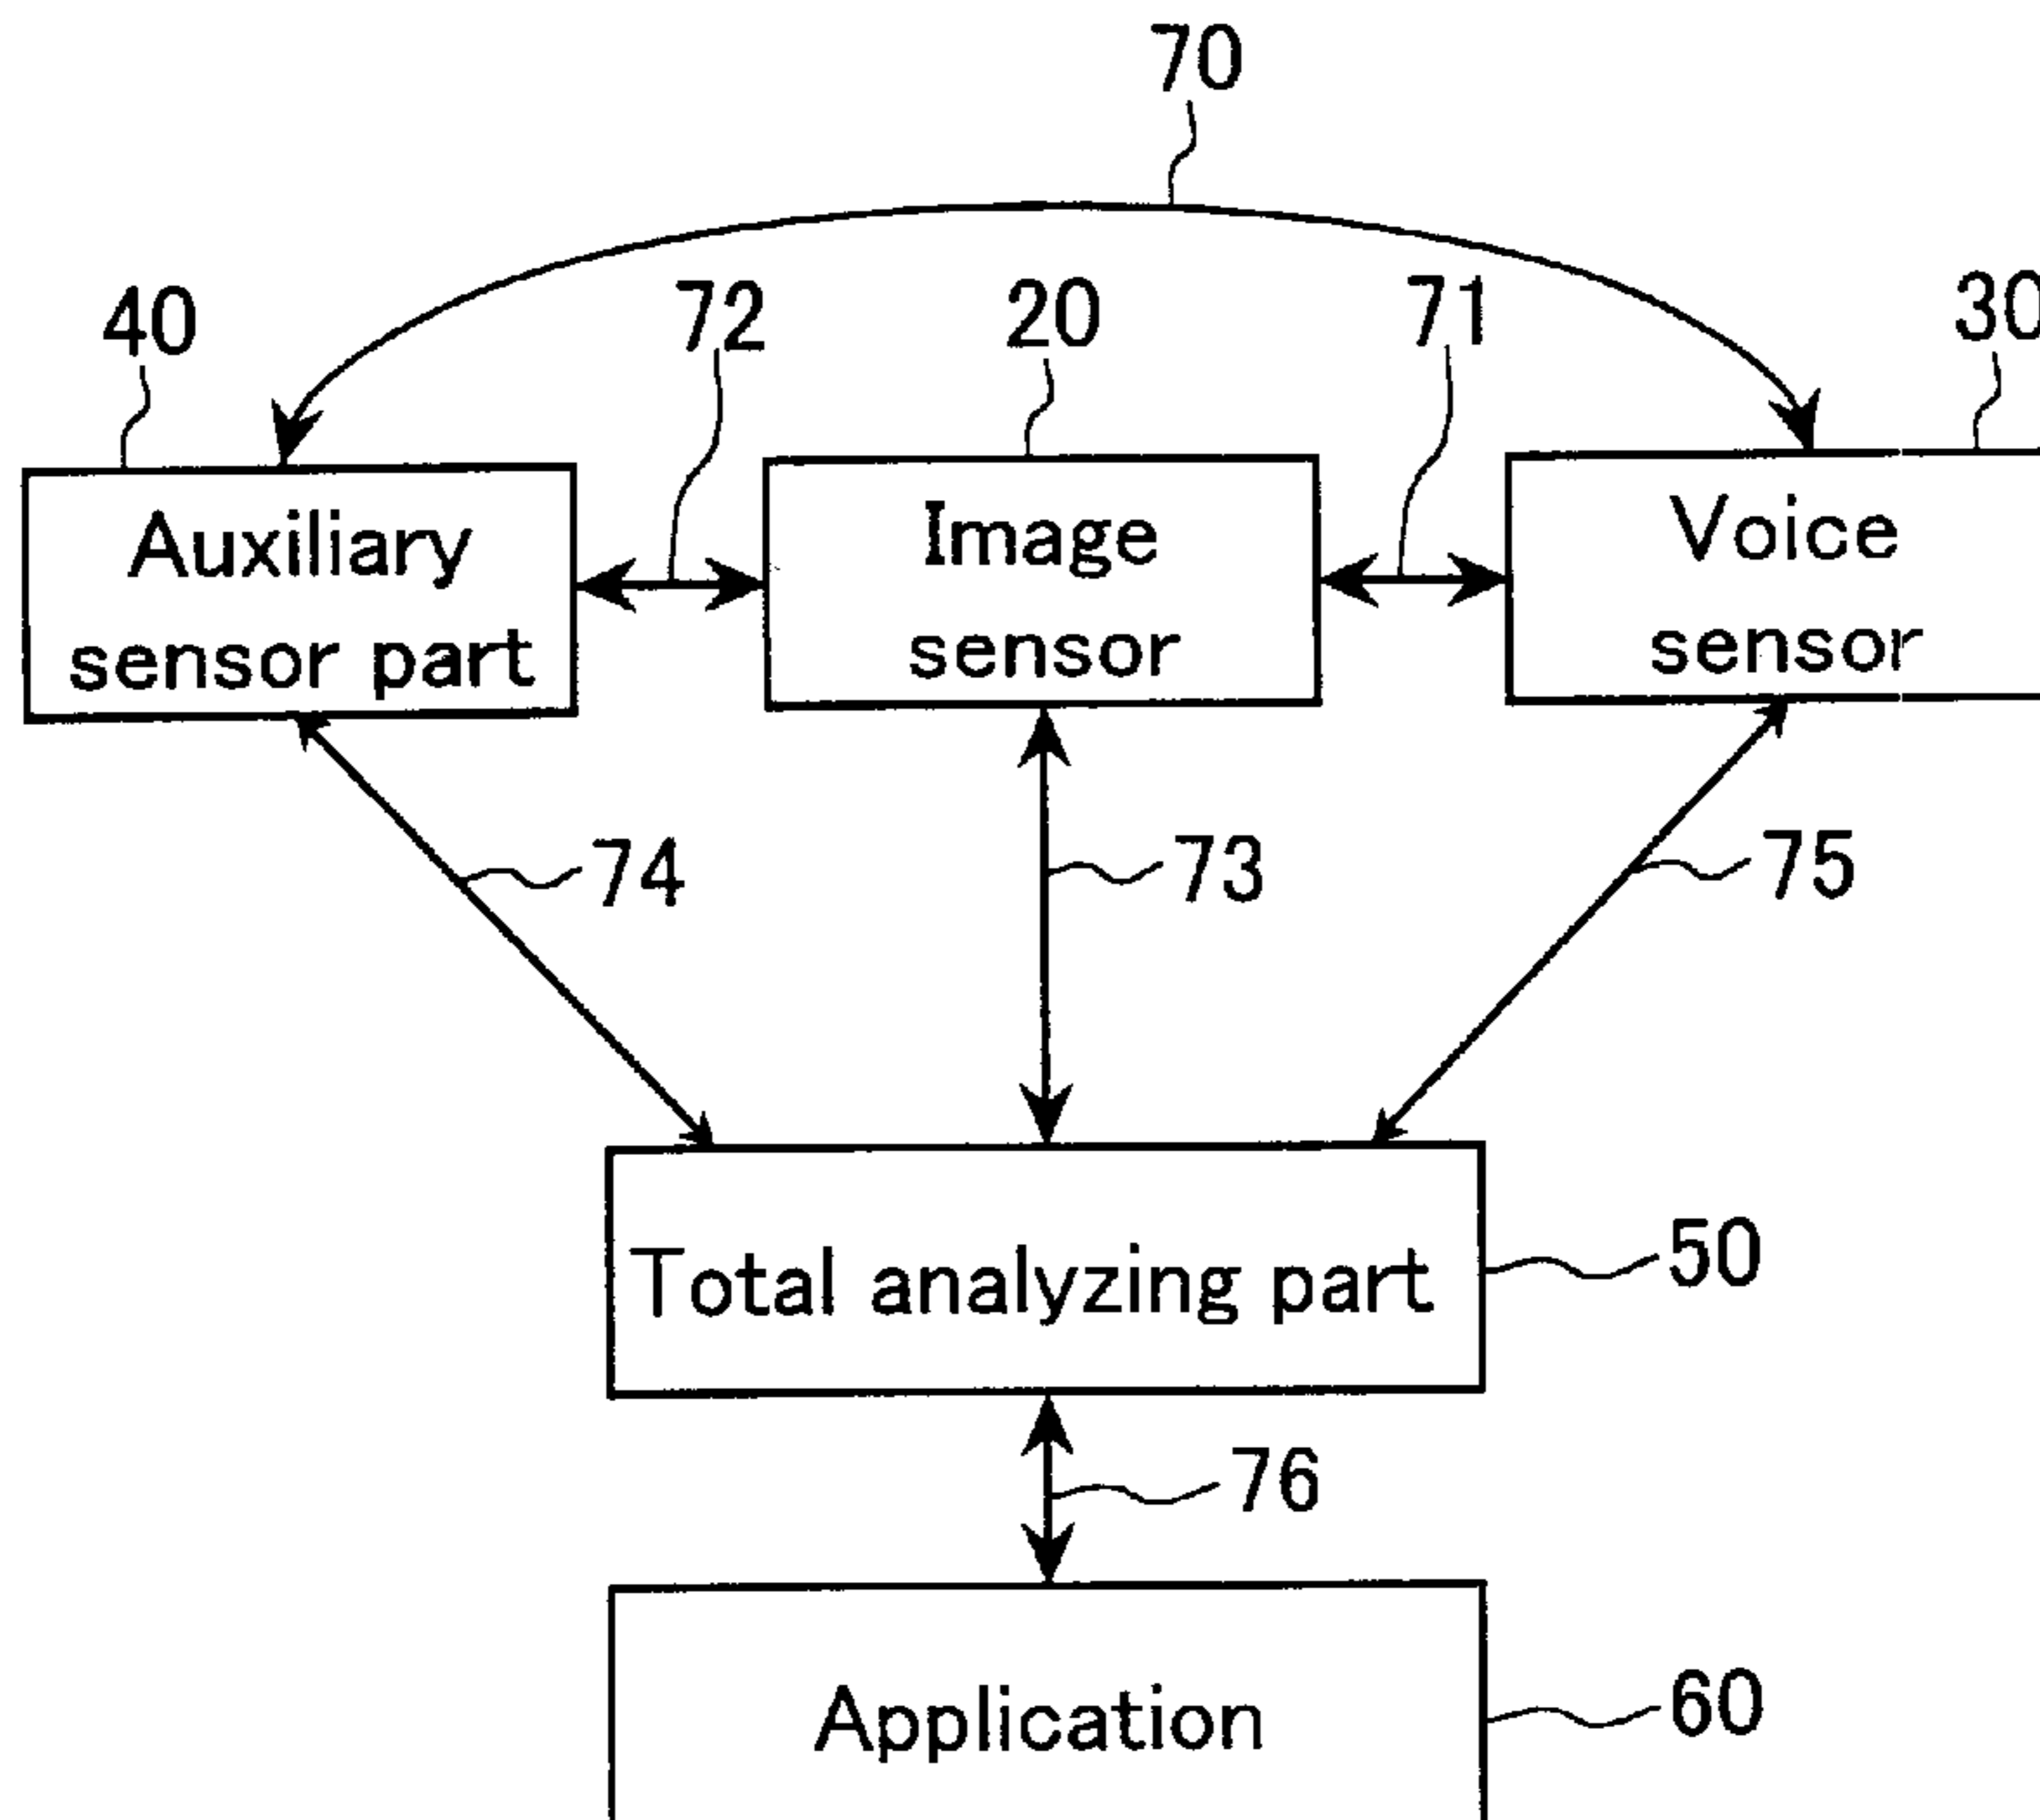 70
40
72
20
71
30
Auxiliary
sensor part
Image
sensor
Voice
sensor
74
73
75
Total analyzing part
50
76
Application
60